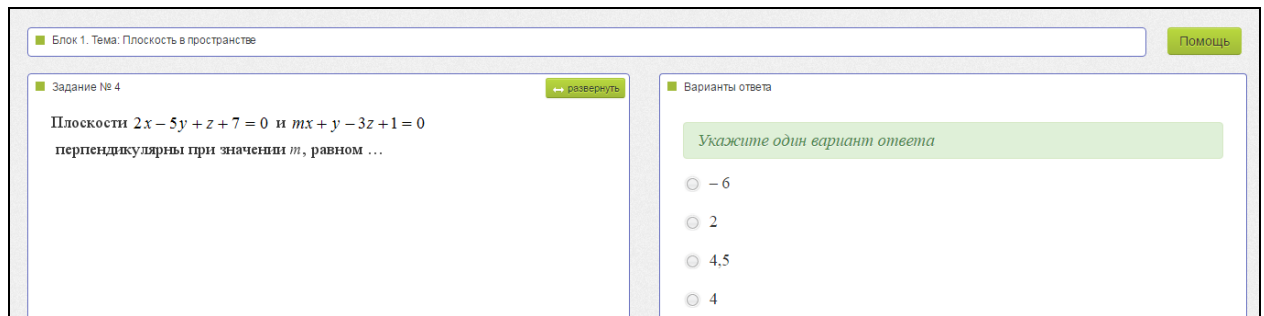 Блок 1. Тема: Плоскость в пространстве
Помощь
Задание № 4
развернуть
Плоскости 2x − 5y + z + 7 = 0 и mx + y − 3z + 1 = 0
перпендикулярны при значении m, равном …
Варианты ответа
Укажите один вариант ответа
− 6
2
4,5
4